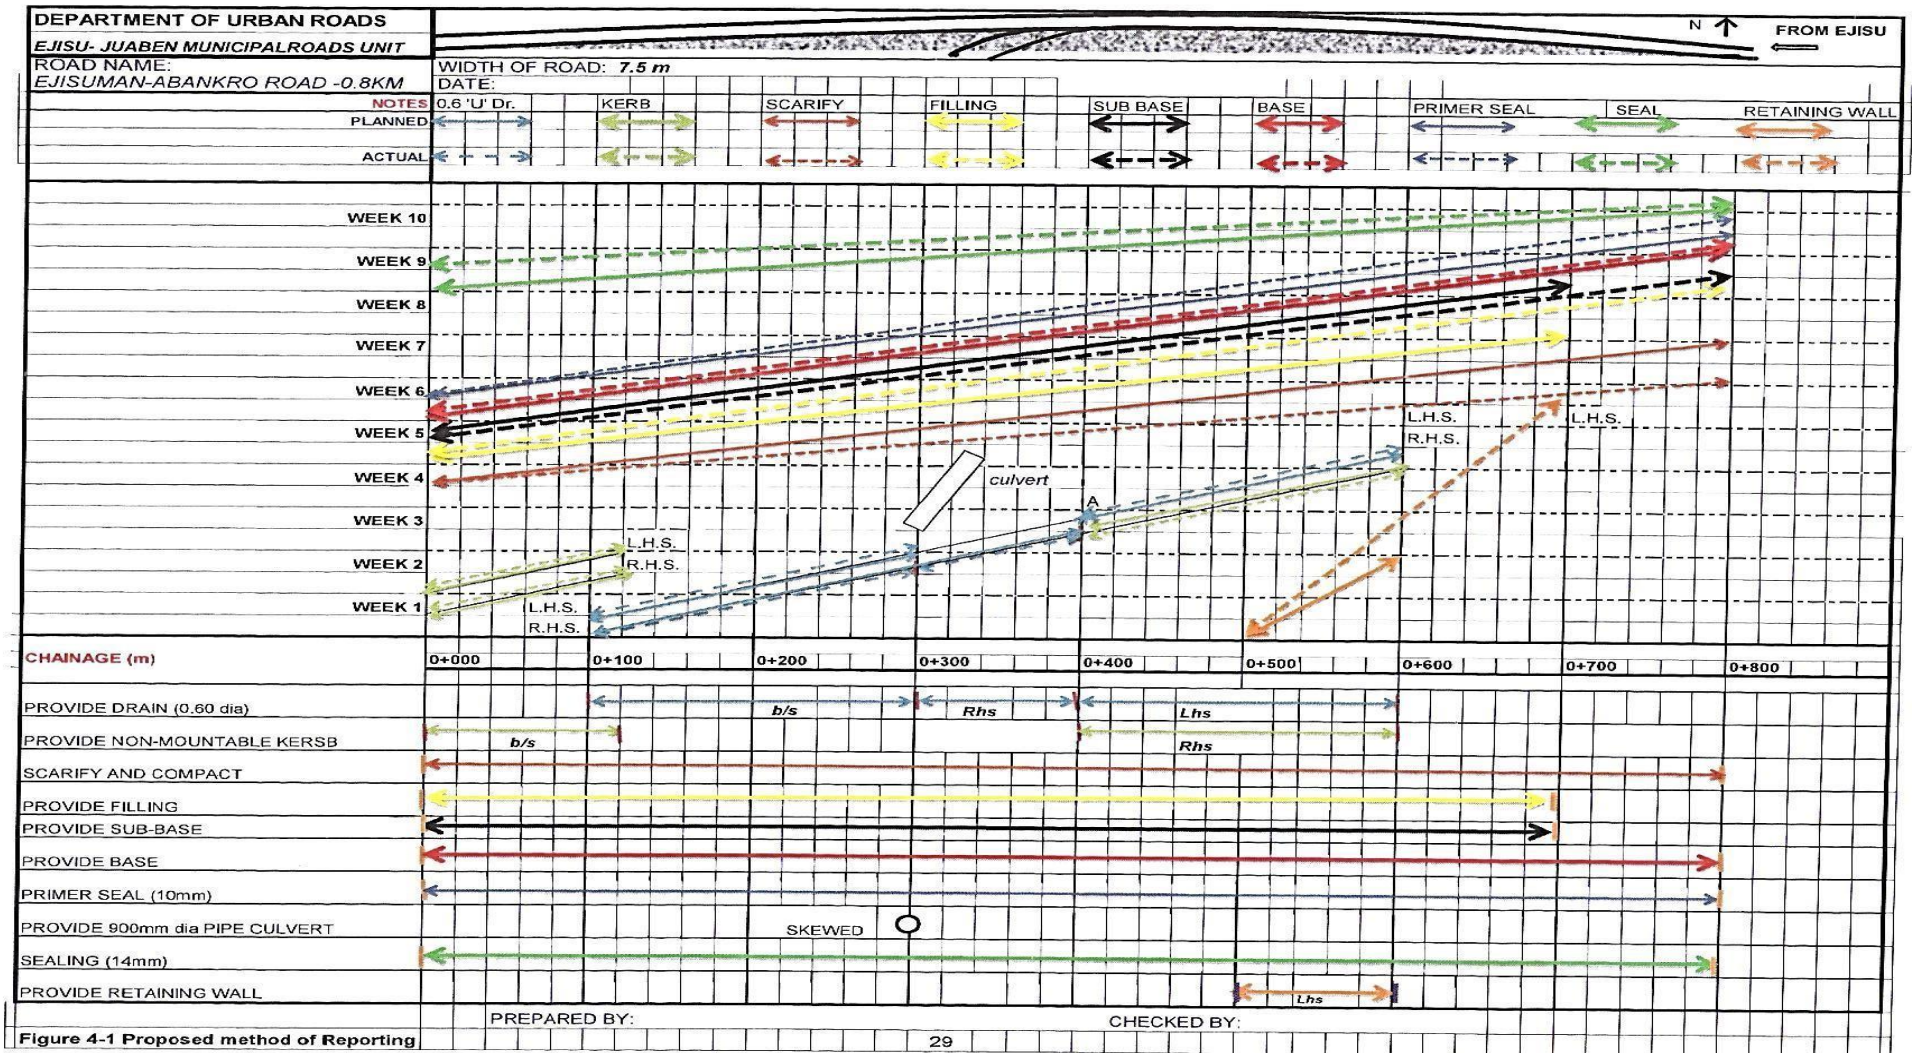 DEPARTMENT OF URBAN ROADS
EJISU- JUABEN MUNICIPALROADS UNIT
N
FROM EJISU
ROAD NAME:
EJISUMAN-ABANKRO ROAD -0.8KM
WIDTH OF ROAD: 7.5 m
DATE:
NOTES 0.6 'U' Dr. KERB SCARIFY FILLING SUB BASE BASE PRIMER SEAL SEAL RETAINING WALL
PLANNED
ACTUAL
WEEK 10
WEEK 9
WEEK 8
WEEK 7
WEEK 6
WEEK 5
WEEK 4
WEEK 3
WEEK 2
WEEK 1
L.H.S.
R.H.S.
L.H.S.
culvert
A
L.H.S.
R.H.S.
L.H.S.
R.H.S.
CHAINAGE (m) 0+000 0+100 0+200 0+300 0+400 0+500 0+600 0+700 0+800
PROVIDE DRAIN (0.60 dia) b/s Rhs Lhs
PROVIDE NON-MOUNTABLE KERSB b/s Rhs
SCARIFY AND COMPACT
PROVIDE FILLING
PROVIDE SUB-BASE
PROVIDE BASE
PRIMER SEAL (10mm)
PROVIDE 900mm dia PIPE CULVERT SKEWED
SEALING (14mm)
PROVIDE RETAINING WALL Lhs
PREPARED BY: CHECKED BY:
Figure 4-1 Proposed method of Reporting 29